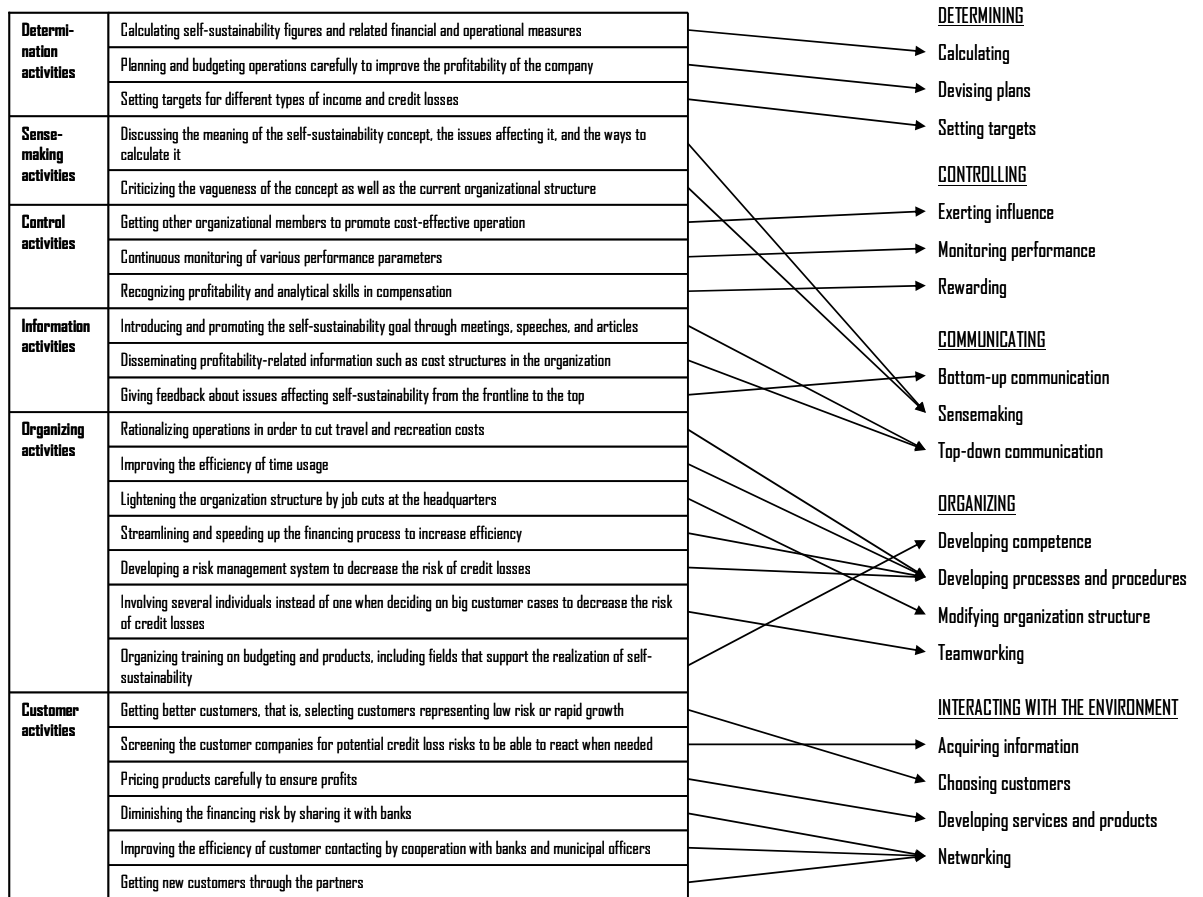 Determi-
nation
activities
Calculating self-sustainability figures and related financial and operational measures
Planning and budgeting operations carefully to improve the profitability of the company
Setting targets for different types of income and credit losses
Sense-
making
activities
Discussing the meaning of the self-sustainability concept, the issues affecting it, and the ways to
calculate it
Criticizing the vagueness of the concept as well as the current organizational structure
Control
activities
Getting other organizational members to promote cost-effective operation
Continuous monitoring of various performance parameters
Recognizing profitability and analytical skills in compensation
Information
activities
Introducing and promoting the self-sustainability goal through meetings, speeches, and articles
Disseminating profitability-related information such as cost structures in the organization
Giving feedback about issues affecting self-sustainability from the frontline to the top
Organizing
activities
Rationalizing operations in order to cut travel and recreation costs
Improving the efficiency of time usage
Lightening the organization structure by job cuts at the headquarters
Streamlining and speeding up the financing process to increase efficiency
Developing a risk management system to decrease the risk of credit losses
Involving several individuals instead of one when deciding on big customer cases to decrease the risk
of credit losses
Organizing training on budgeting and products, including fields that support the realization of self-
sustainability
Customer
activities
Getting better customers, that is, selecting customers representing low risk or rapid growth
Screening the customer companies for potential credit loss risks to be able to react when needed
Pricing products carefully to ensure profits
Diminishing the financing risk by sharing it with banks
Improving the efficiency of customer contacting by cooperation with banks and municipal officers
Getting new customers through the partners
DETERMINING
Calculating
Devising plans
Setting targets
CONTROLLING
Exerting influence
Monitoring performance
Rewarding
COMMUNICATING
Bottom-up communication
Sensemaking
Top-down communication
ORGANIZING
Developing competence
Developing processes and procedures
Modifying organization structure
Teamworking
INTERACTING WITH THE ENVIRONMENT
Acquiring information
Choosing customers
Developing services and products
Networking